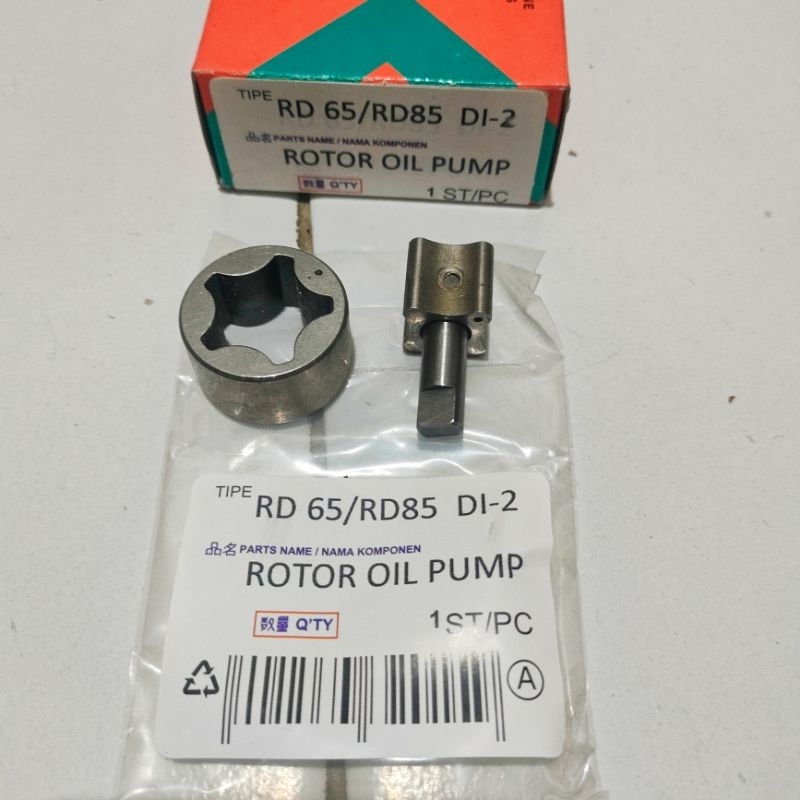 TIPE RD 65/RD85 DI-2
品名 PARTS NAME / NAMA KOMPONEN
ROTOR OIL PUMP
数量 Q'TY 1 ST/PC
TIPE RD 65/RD85 DI-2
品名 PARTS NAME / NAMA KOMPONEN
ROTOR OIL PUMP
数量 Q'TY 1 ST/PC
A